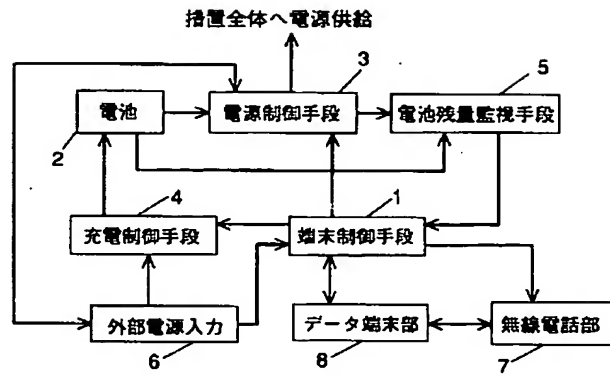 措置全体へ電源供給
3
5
電池
電源制御手段
電池残量監視手段
2
4
1
充電制御手段
端末制御手段
外部電源入力
データ端末部
無線電話部
6
8
7